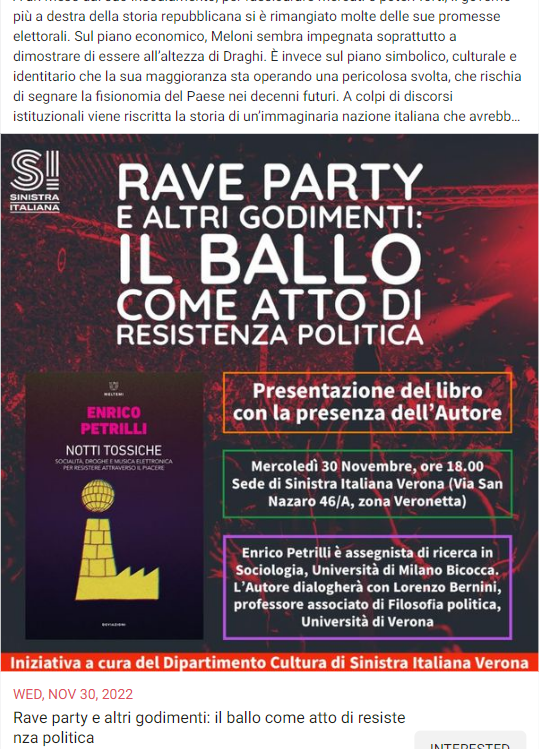 più a destra della storia repubblicana si è rimangiato molte delle sue promesse
elettorali. Sul piano economico, Meloni sembra impegnata soprattutto a
dimostrare di essere all'altezza di Draghi. È invece sul piano simbolico, culturale e
identitario che la sua maggioranza sta operando una pericolosa svolta, che rischia
di segnare la fisionomia del Paese nei decenni futuri. A colpi di discorsi
istituzionali viene riscritta la storia di un'immaginaria nazione italiana che avrebb...
SI
SINISTRA
ITALIANA
RAVE PARTY
E ALTRI GODIMENTI:
IL BALLO
COME ATTO DI
RESISTENZA POLITICA
MELTEMI
ENRICO
PETRILLI
NOTTI TOSSICHE
SOCIALITÀ, DROGHE E MUSICA ELETTRONICA
PER RESISTERE ATTRAVERSO IL PIACERE
DEVIAZIONI
Presentazione del libro
con la presenza dell'Autore
Mercoledì 30 Novembre, ore 18.00
Sede di Sinistra Italiana Verona (Via San
Nazaro 46/A, zona Veronetta)
Enrico Petrilli è assegnista di ricerca in
Sociologia, Università di Milano Bicocca.
L'Autore dialogherà con Lorenzo Bernini,
professore associato di Filosofia politica,
Università di Verona
Iniziativa a cura del Dipartimento Cultura di Sinistra Italiana Verona
WED, NOV 30, 2022
Rave party e altri godimenti: il ballo come atto di resiste
nza politica
INTERESTED